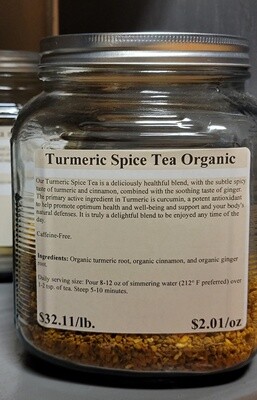 Turmeric Spice Tea Organic
Our Turmeric Spice Tea is a deliciously healthful blend, with the subtle spicy
taste of turmeric and cinnamon, combined with the soothing taste of ginger.
The primary active ingredient in Turmeric is curcumin, a potent antioxidant
to help promote optimum health and well-being and support and your body's
natural defenses. It is truly a delightful blend to be enjoyed any time of the
day.
Caffeine-Free.
Ingredients: Organic turmeric root, organic cinnamon, and organic ginger
root.
Daily serving size: Pour 8-12 oz of simmering water (212° F preferred) over
1-2 tsp. of tea. Steep 5-10 minutes.
$32.11/lb. $2.01/oz